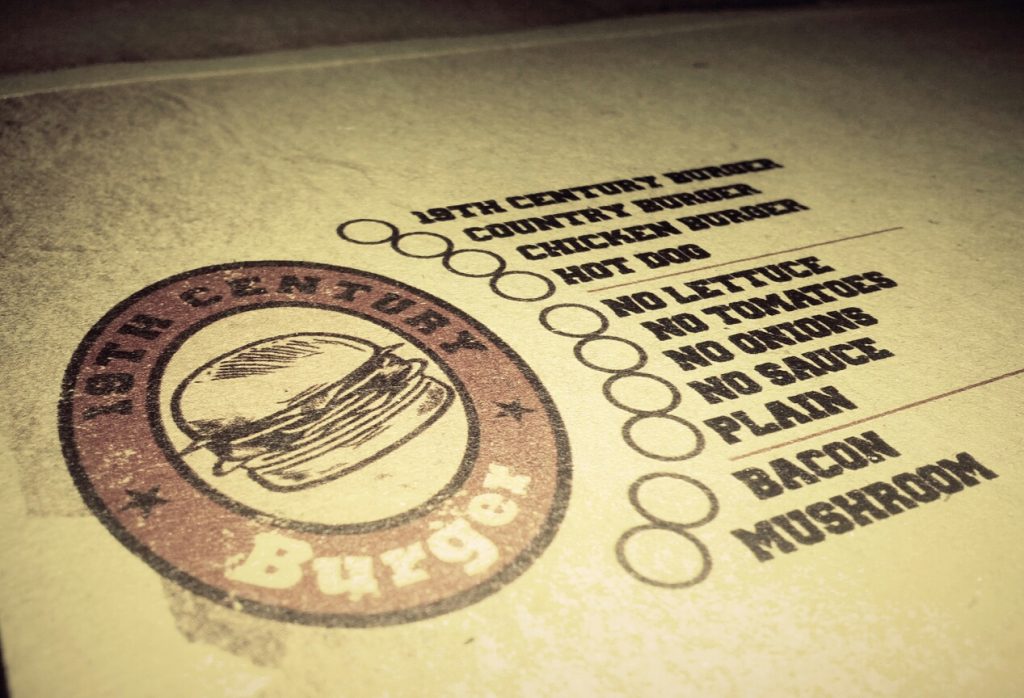 19TH CENTURY
Burger
19TH CENTURY BURGER
COUNTRY BURGER
CHICKEN BURGER
HOT DOG
NO LETTUCE
NO TOMATOES
NO ONIONS
NO SAUCE
PLAIN
BACON
MUSHROOM